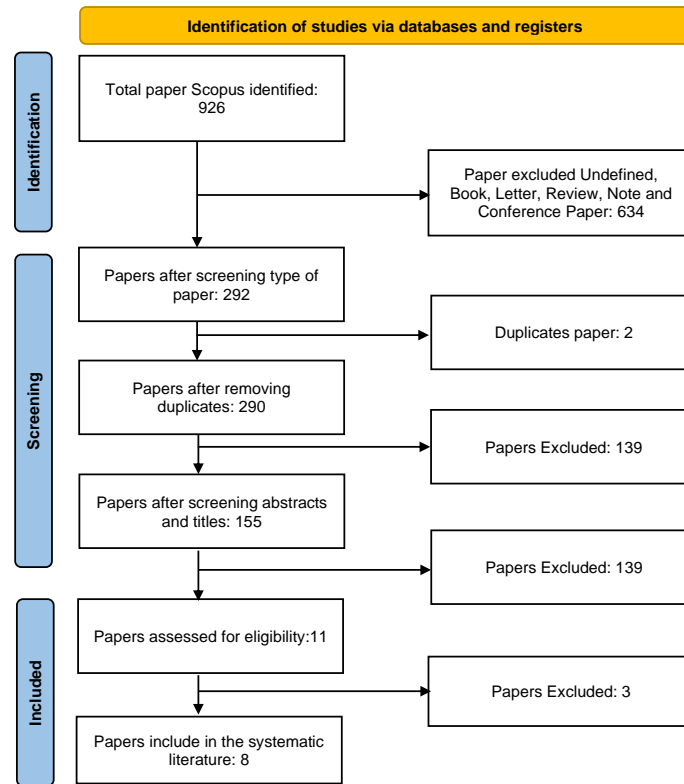 Identification of studies via databases and registers
Identification
Total paper Scopus identified:
926
Paper excluded Undefined,
Book, Letter, Review, Note and
Conference Paper: 634
Screening
Papers after screening type of
paper: 292
Duplicates paper: 2
Papers after removing
duplicates: 290
Papers Excluded: 139
Papers after screening abstracts
and titles: 155
Papers Excluded: 139
Included
Papers assessed for eligibility:11
Papers Excluded: 3
Papers include in the systematic
literature: 8